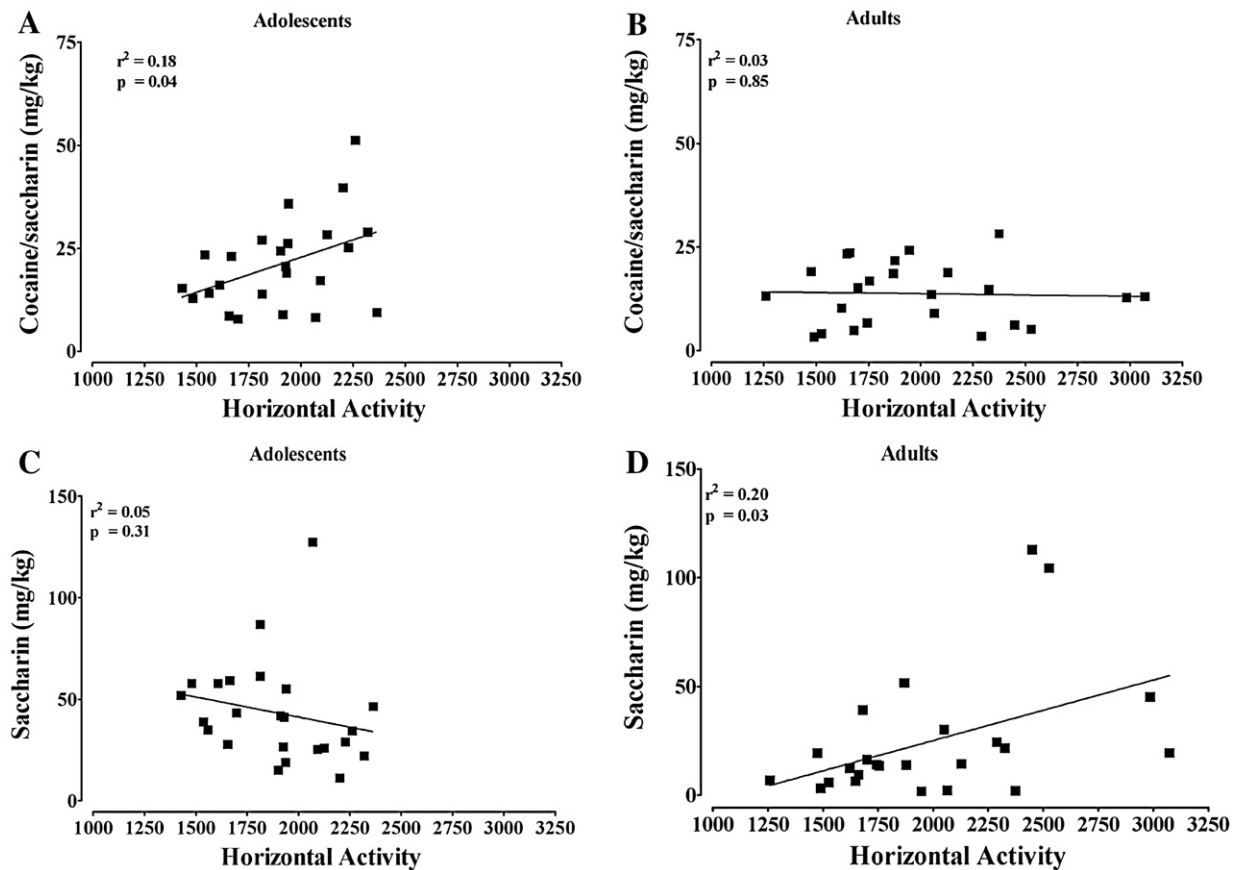 A
Adolescents
r² = 0.18
p = 0.04
Cocaine/saccharin (mg/kg)
75
50
25
0
1000 1250 1500 1750 2000 2250 2500 2750 3000 3250
Horizontal Activity
B
Adults
r² = 0.03
p = 0.85
Cocaine/saccharin (mg/kg)
75
50
25
0
1000 1250 1500 1750 2000 2250 2500 2750 3000 3250
Horizontal Activity
C
Adolescents
r² = 0.05
p = 0.31
Saccharin (mg/kg)
150
100
50
0
1000 1250 1500 1750 2000 2250 2500 2750 3000 3250
Horizontal Activity
D
Adults
r² = 0.20
p = 0.03
Saccharin (mg/kg)
150
100
50
0
1000 1250 1500 1750 2000 2250 2500 2750 3000 3250
Horizontal Activity